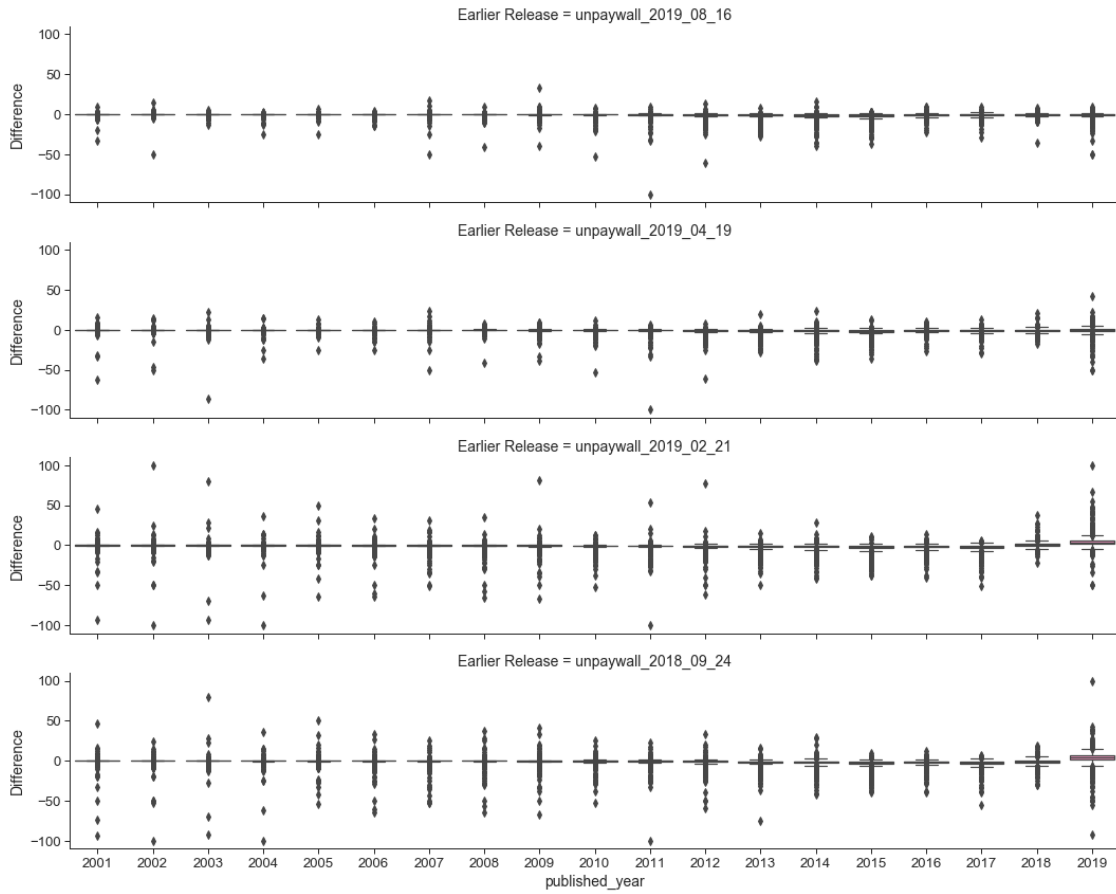 Earlier Release = unpaywall_2019_08_16
100
50
0
−50
−100
Difference
Earlier Release = unpaywall_2019_04_19
100
50
0
−50
−100
Difference
Earlier Release = unpaywall_2019_02_21
100
50
0
−50
−100
Difference
Earlier Release = unpaywall_2018_09_24
100
50
0
−50
−100
Difference
2001 2002 2003 2004 2005 2006 2007 2008 2009 2010 2011 2012 2013 2014 2015 2016 2017 2018 2019
published_year